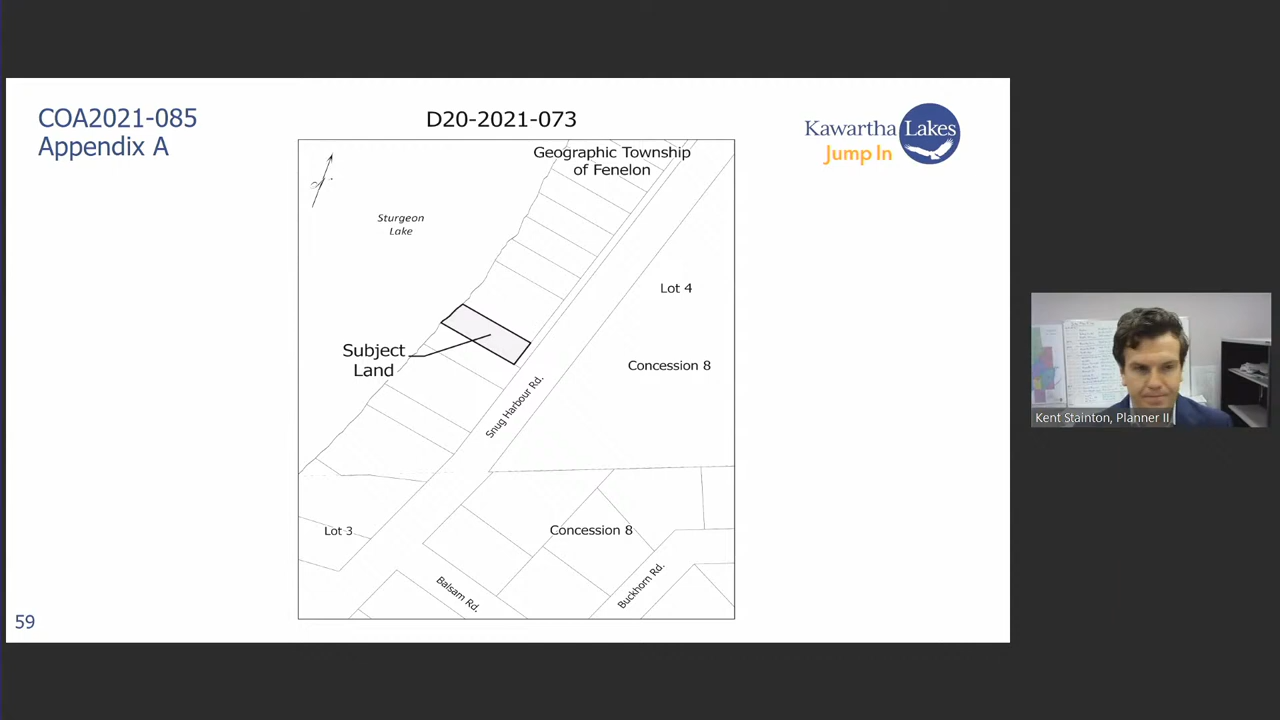 COA2021-085
Appendix A
D20-2021-073
Kawartha Lakes
Jump In
Geographic Township
of Fenelon
Sturgeon
Lake
Lot 4
Subject
Land
Concession 8
Snug Harbour Rd.
Lot 3
Concession 8
Balsam Rd.
Buckhorn Rd.
59
Kent Stainton, Planner II